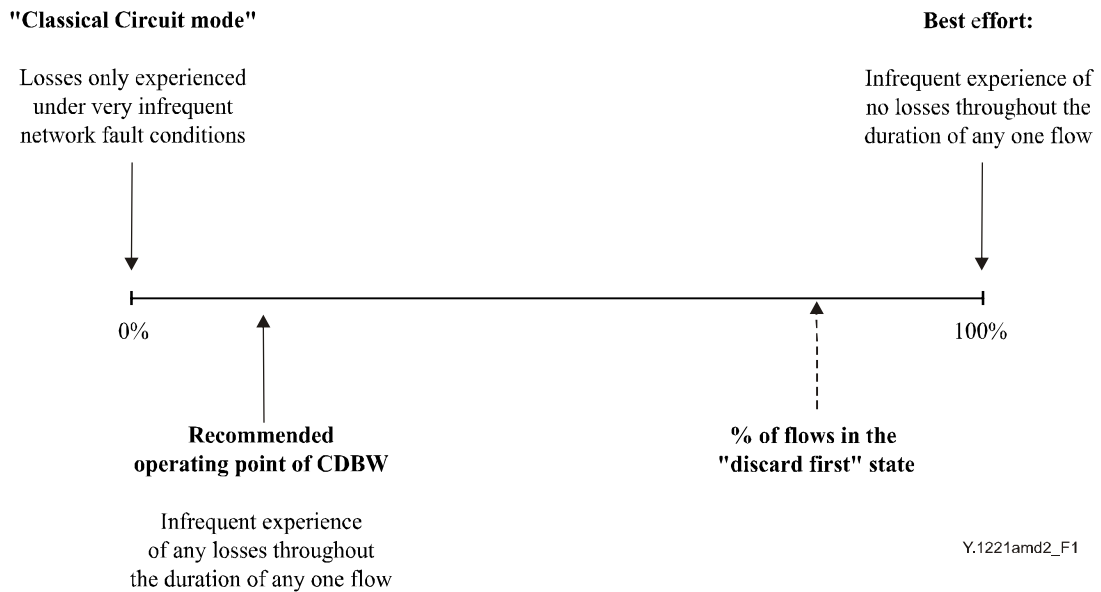 "Classical Circuit mode"
Losses only experienced
under very infrequent
network fault conditions
Best effort:
Infrequent experience of
no losses throughout the
duration of any one flow
0%
100%
Recommended
operating point of CDBW
Infrequent experience
of any losses throughout
the duration of any one flow
% of flows in the
"discard first" state
Y.1221amd2_F1